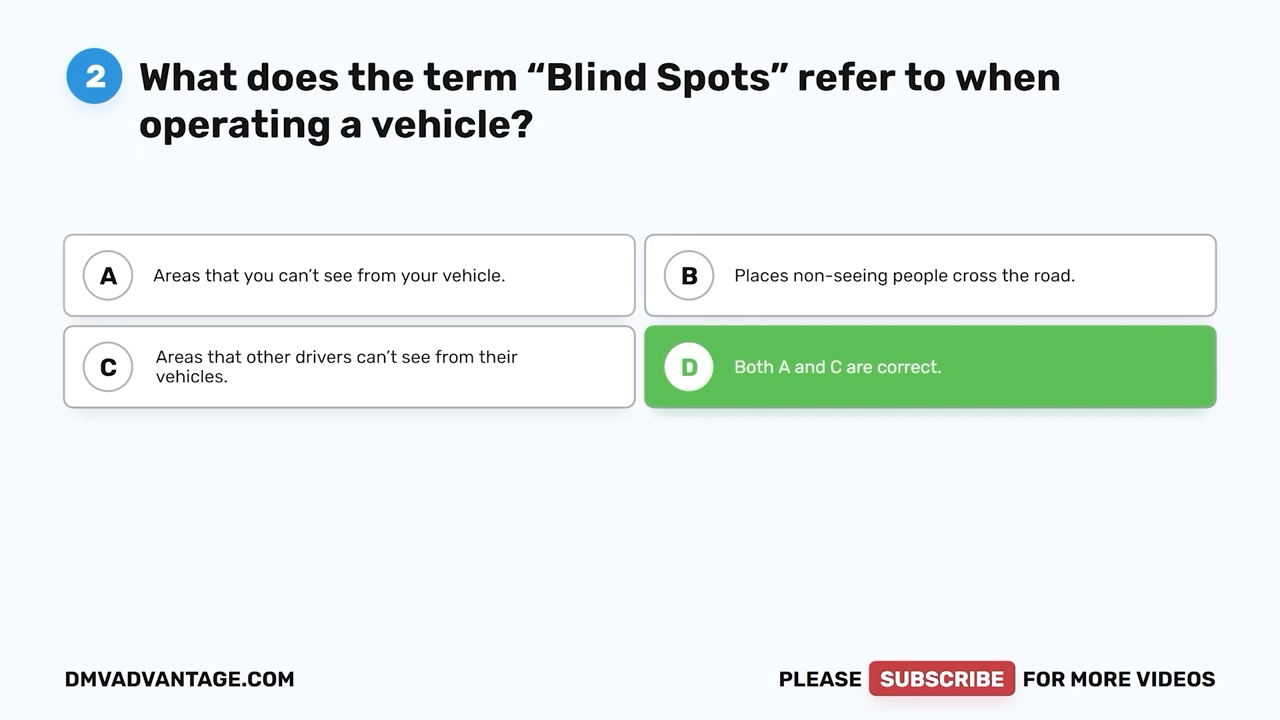 2
What does the term “Blind Spots” refer to when
operating a vehicle?
A
Areas that you can’t see from your vehicle.
B
Places non-seeing people cross the road.
C
Areas that other drivers can’t see from their
vehicles.
D
Both A and C are correct.
DMVADVANTAGE.COM
PLEASE SUBSCRIBE FOR MORE VIDEOS